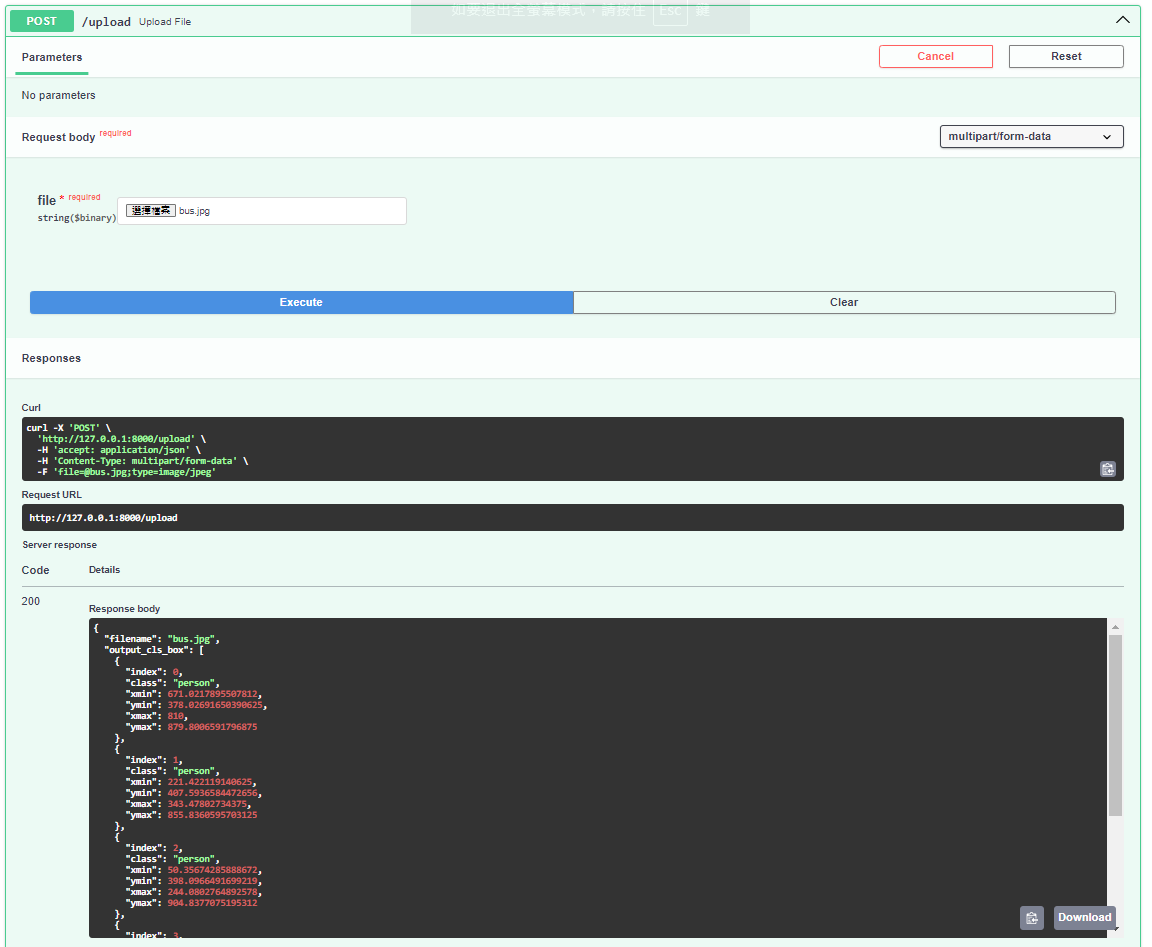 POST /upload Upload File
如要退出全螢幕模式，請按住 Esc 鍵
Parameters
Cancel
Reset
No parameters
Request body required
multipart/form-data
file * required
string($binary)
選擇檔案 bus.jpg
Execute
Clear
Responses
Curl
curl -X 'POST' \
'http://127.0.0.1:8000/upload' \
-H 'accept: application/json' \
-H 'Content-Type: multipart/form-data' \
-F 'file=@bus.jpg;type=image/jpeg'
Request URL
http://127.0.0.1:8000/upload
Server response
Code Details
200
Response body
{
"filename": "bus.jpg",
"output_cls_box": [
{
"index": 0,
"class": "person",
"xmin": 671.0217895507812,
"ymin": 378.02691650390625,
"xmax": 810,
"ymax": 879.8006591796875
},
{
"index": 1,
"class": "person",
"xmin": 221.422119140625,
"ymin": 407.5936584472656,
"xmax": 343.47802734375,
"ymax": 855.8360595703125
},
{
"index": 2,
"class": "person",
"xmin": 50.35674285888672,
"ymin": 398.0966491699219,
"xmax": 244.0802764892578,
"ymax": 904.8377075195312
},
{
"index": 3,
Download